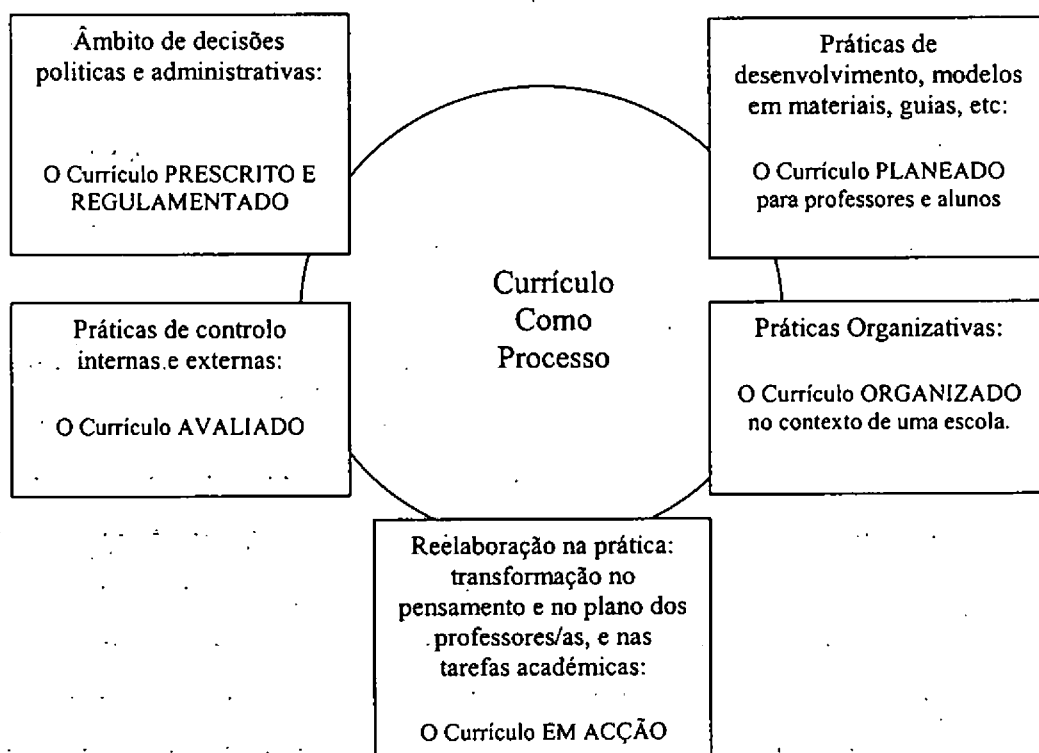 Âmbito de decisões
politicas e administrativas:
O Currículo PRESCRITO E
REGULAMENTADO
Práticas de
desenvolvimento, modelos
em materiais, guias, etc:
O Currículo PLANEADO
para professores e alunos
Currículo
Como
Processo
Práticas de controlo
internas e externas:
O Currículo AVALIADO
Práticas Organizativas:
O Currículo ORGANIZADO
no contexto de uma escola.
Reelaboração na prática:
transformação no
pensamento e no plano dos
professores/as, e nas
tarefas académicas:
O Currículo EM ACÇÃO